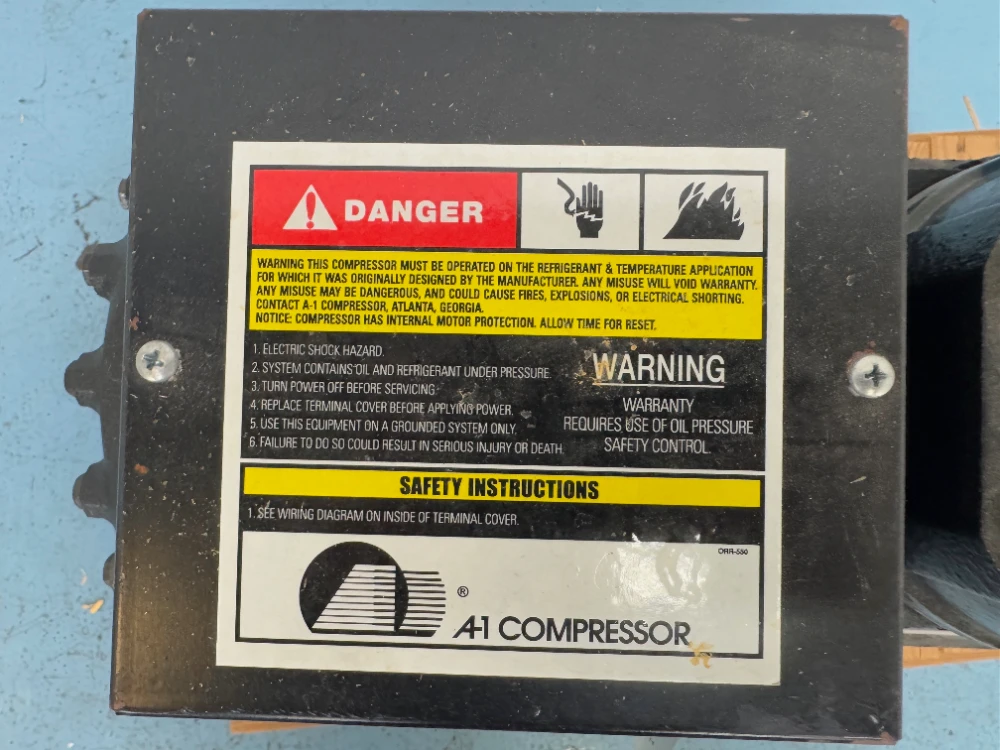 DANGER
WARNING THIS COMPRESSOR MUST BE OPERATED ON THE REFRIGERANT & TEMPERATURE APPLICATION
FOR WHICH IT WAS ORIGINALLY DESIGNED BY THE MANUFACTURER. ANY MISUSE WILL VOID WARRANTY.
ANY MISUSE MAY BE DANGEROUS, AND COULD CAUSE FIRES, EXPLOSIONS, OR ELECTRICAL SHORTING.
CONTACT A-1 COMPRESSOR, ATLANTA, GEORGIA.
NOTICE: COMPRESSOR HAS INTERNAL MOTOR PROTECTION. ALLOW TIME FOR RESET.
1. ELECTRIC SHOCK HAZARD.
2. SYSTEM CONTAINS OIL AND REFRIGERANT UNDER PRESSURE.
3. TURN POWER OFF BEFORE SERVICING
4. REPLACE TERMINAL COVER BEFORE APPLYING POWER.
5. USE THIS EQUIPMENT ON A GROUNDED SYSTEM ONLY.
6. FAILURE TO DO SO COULD RESULT IN SERIOUS INJURY OR DEATH.
WARNING
WARRANTY
REQUIRES USE OF OIL PRESSURE
SAFETY CONTROL.
SAFETY INSTRUCTIONS
1. SEE WIRING DIAGRAM ON INSIDE OF TERMINAL COVER.
ORR-550
®
A-1 COMPRESSOR